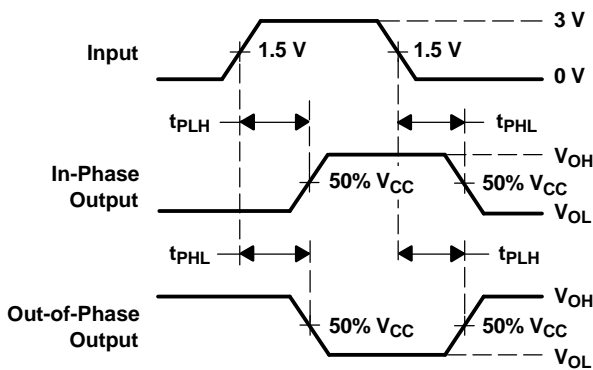 3 V
Input
1.5 V
1.5 V
0 V
tPLH
tPHL
VOH
In-Phase
Output
50% VCC
50% VCC
VOL
tPHL
tPLH
VOH
Out-of-Phase
Output
50% VCC
50% VCC
VOL